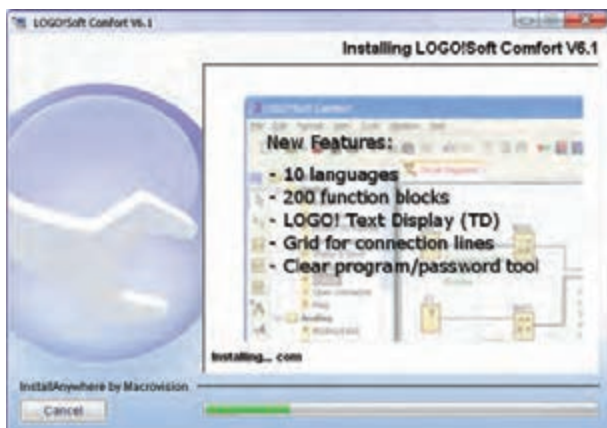 LOGO!Soft Comfort V6.1
Installing LOGO!Soft Comfort V6.1
New Features:
- 10 languages
- 200 function blocks
- LOGO! Text Display (TD)
- Grid for connection lines
- Clear program/password tool
Installing... com
InstallAnywhere by Macrovision
Cancel